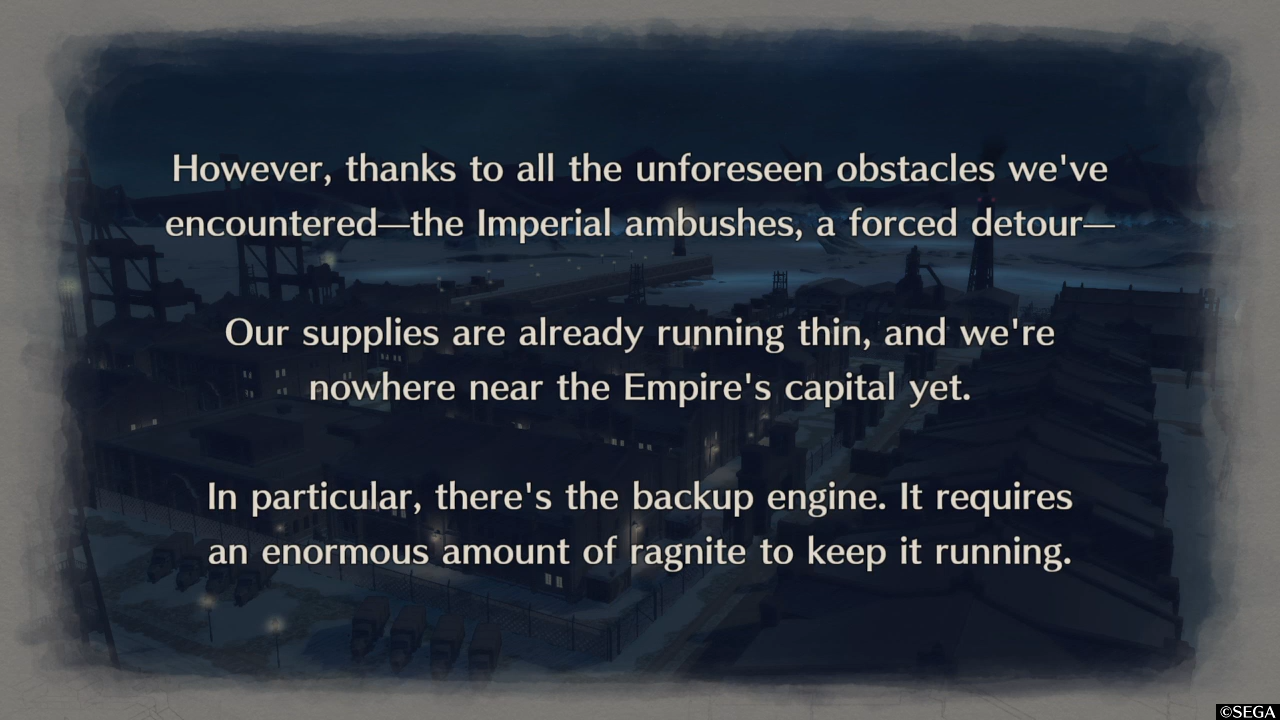 However, thanks to all the unforeseen obstacles we've
encountered—the Imperial ambushes, a forced detour—
Our supplies are already running thin, and we're
nowhere near the Empire's capital yet.
In particular, there's the backup engine. It requires
an enormous amount of ragnite to keep it running.
©SEGA